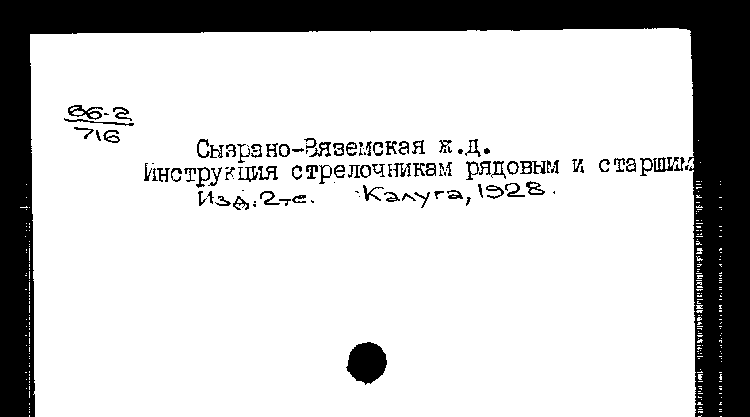 86-2
716
Сызрано-Вяземская ж.д.
Инструкция стрелочникам рядовым и старшим
Изд. 2-е. Калуга, 1928.